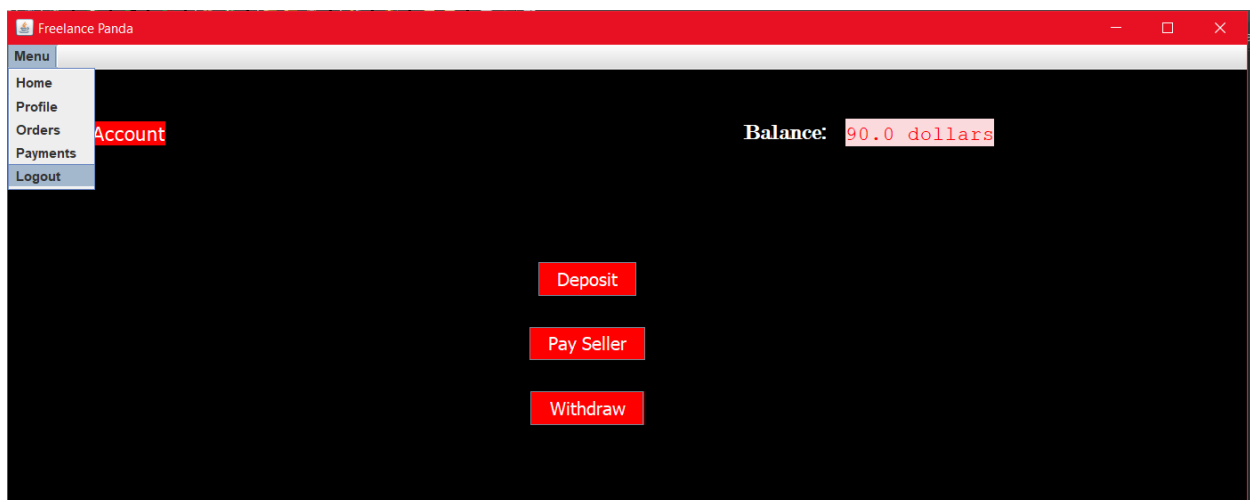 Freelance Panda
Menu
Home
Profile
Orders
Account
Balance: 90.0 dollars
Payments
Logout
Deposit
Pay Seller
Withdraw